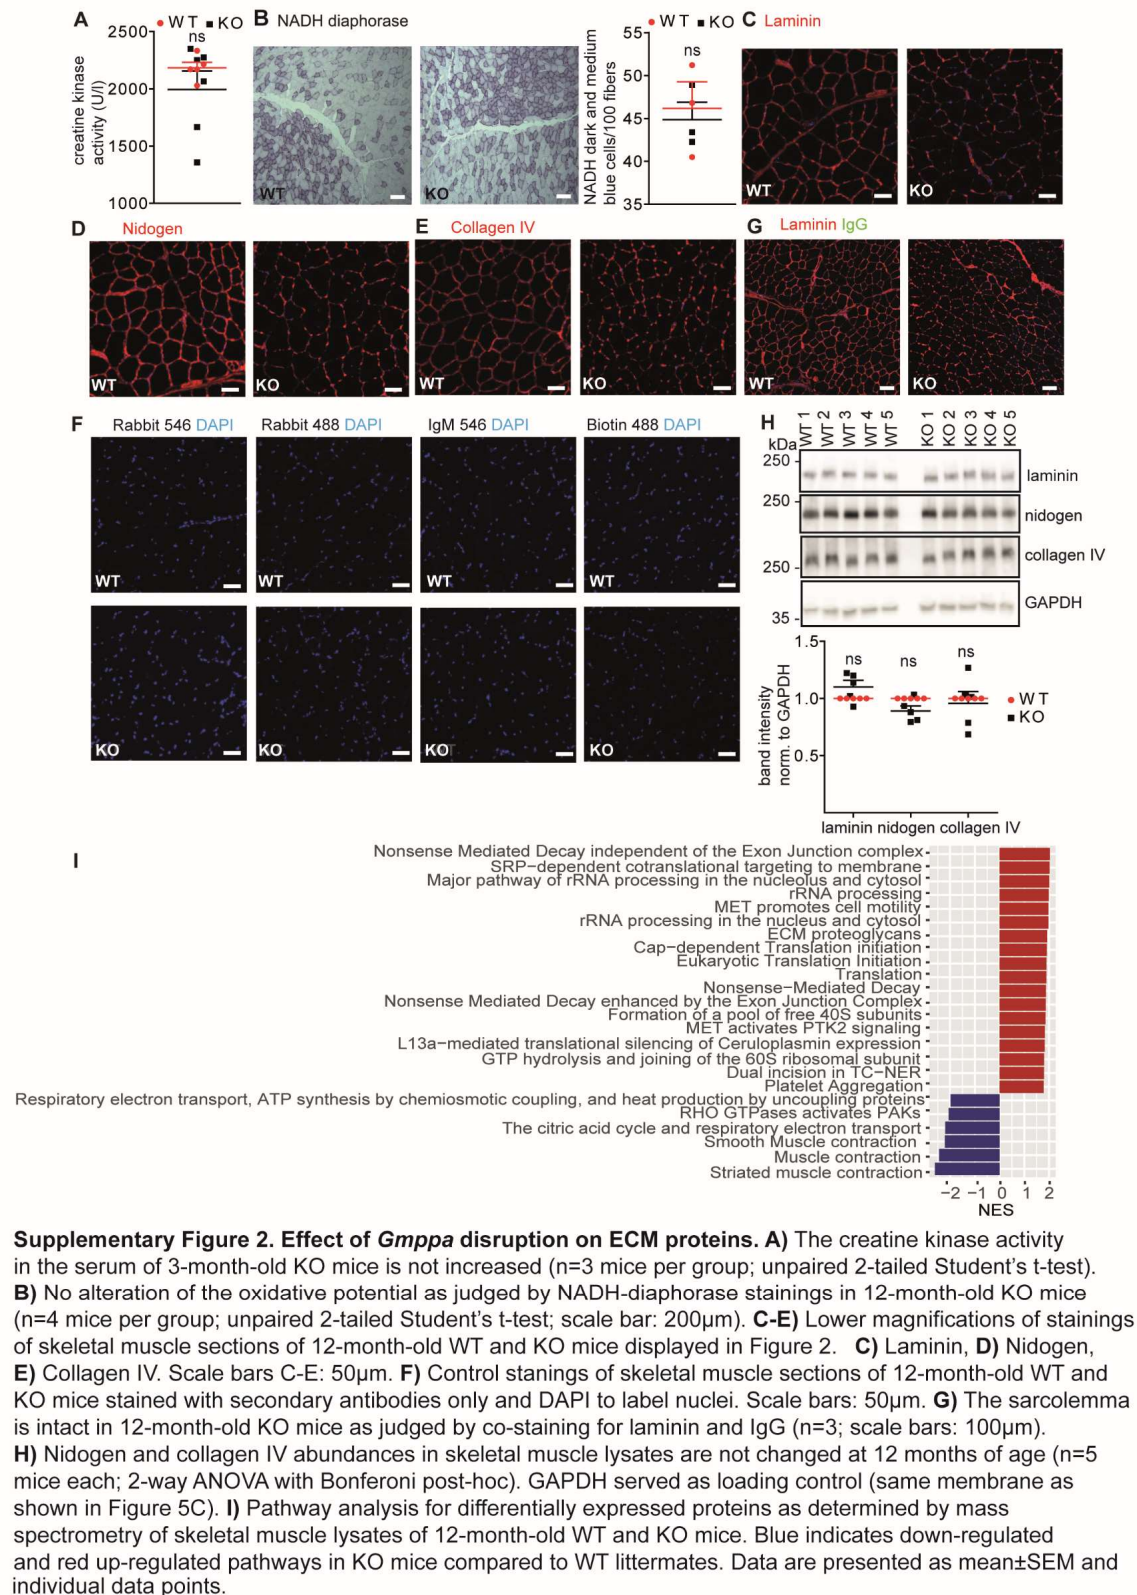 A
WT KO
ns
2500
2000
1500
1000
creatine kinase
activity (U/l)
B NADH diaphorase
WT
KO
NADH dark and medium
blue cells/100 fibers
55
50
45
40
35
WT KO
ns
C Laminin
WT
KO
D Nidogen
WT
KO
E Collagen IV
WT
KO
G Laminin IgG
WT
KO
F
Rabbit 546 DAPI
Rabbit 488 DAPI
IgM 546 DAPI
Biotin 488 DAPI
WT
WT
WT
WT
KO
KO
KO
KO
H
WT 1
WT 2
WT 3
WT 4
WT 5
KO 1
KO 2
KO 3
KO 4
KO 5
kDa
250
laminin
250
nidogen
250
collagen IV
35
GAPDH
band intensity
norm. to GAPDH
1.5
1.0
0.5
ns
ns
ns
WT
KO
laminin nidogen collagen IV
I
Nonsense Mediated Decay independent of the Exon Junction complex
SRP−dependent cotranslational targeting to membrane
Major pathway of rRNA processing in the nucleolus and cytosol
rRNA processing
MET promotes cell motility
rRNA processing in the nucleus and cytosol
ECM proteoglycans
Cap−dependent Translation initiation
Eukaryotic Translation Initiation
Translation
Nonsense−Mediated Decay
Nonsense Mediated Decay enhanced by the Exon Junction Complex
Formation of a pool of free 40S subunits
MET activates PTK2 signaling
L13a−mediated translational silencing of Ceruloplasmin expression
GTP hydrolysis and joining of the 60S ribosomal subunit
Dual incision in TC−NER
Platelet Aggregation
Respiratory electron transport, ATP synthesis by chemiosmotic coupling, and heat production by uncoupling proteins
RHO GTPases activates PAKs
The citric acid cycle and respiratory electron transport
Smooth Muscle contraction
Muscle contraction
Striated muscle contraction
−2 −1 0 1 2
NES
Supplementary Figure 2. Effect of Gmppa disruption on ECM proteins. A) The creatine kinase activity
in the serum of 3-month-old KO mice is not increased (n=3 mice per group; unpaired 2-tailed Student's t-test).
B) No alteration of the oxidative potential as judged by NADH-diaphorase stainings in 12-month-old KO mice
(n=4 mice per group; unpaired 2-tailed Student's t-test; scale bar: 200µm). C-E) Lower magnifications of stainings
of skeletal muscle sections of 12-month-old WT and KO mice displayed in Figure 2. C) Laminin, D) Nidogen,
E) Collagen IV. Scale bars C-E: 50µm. F) Control stanings of skeletal muscle sections of 12-month-old WT and
KO mice stained with secondary antibodies only and DAPI to label nuclei. Scale bars: 50µm. G) The sarcolemma
is intact in 12-month-old KO mice as judged by co-staining for laminin and IgG (n=3; scale bars: 100µm).
H) Nidogen and collagen IV abundances in skeletal muscle lysates are not changed at 12 months of age (n=5
mice each; 2-way ANOVA with Bonferoni post-hoc). GAPDH served as loading control (same membrane as
shown in Figure 5C). I) Pathway analysis for differentially expressed proteins as determined by mass
spectrometry of skeletal muscle lysates of 12-month-old WT and KO mice. Blue indicates down-regulated
and red up-regulated pathways in KO mice compared to WT littermates. Data are presented as mean±SEM and
individual data points.